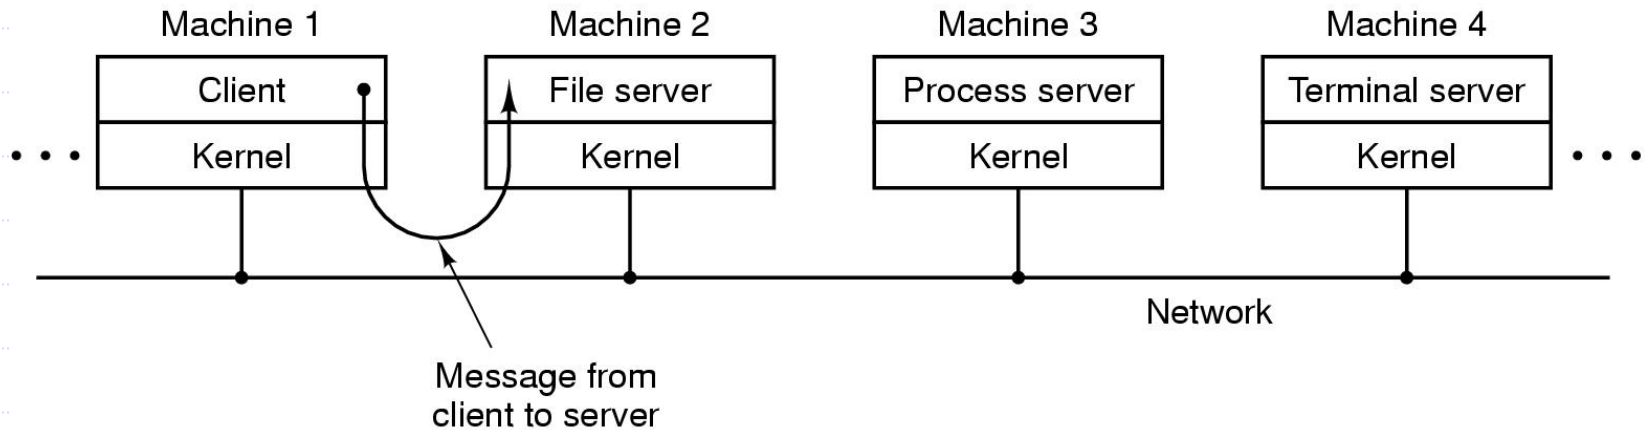 Machine 1
Machine 2
Machine 3
Machine 4
Client
File server
Process server
Terminal server
Kernel
Kernel
Kernel
Kernel
Network
Message from
client to server